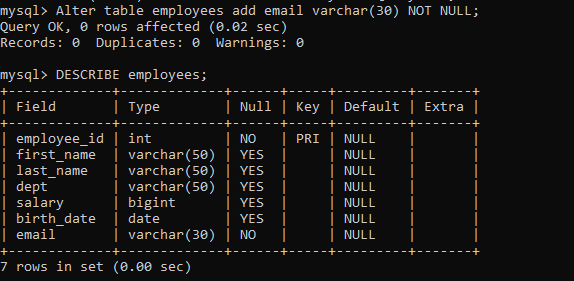 mysql> Alter table employees add email varchar(30) NOT NULL;
Query OK, 0 rows affected (0.02 sec)
Records: 0  Duplicates: 0  Warnings: 0

mysql> DESCRIBE employees;
+-------------+-------------+------+-----+---------+-------+
| Field       | Type        | Null | Key | Default | Extra |
+-------------+-------------+------+-----+---------+-------+
| employee_id | int         | NO   | PRI | NULL    |       |
| first_name  | varchar(50) | YES  |     | NULL    |       |
| last_name   | varchar(50) | YES  |     | NULL    |       |
| dept        | varchar(50) | YES  |     | NULL    |       |
| salary      | bigint      | YES  |     | NULL    |       |
| birth_date  | date        | YES  |     | NULL    |       |
| email       | varchar(30) | NO   |     | NULL    |       |
+-------------+-------------+------+-----+---------+-------+
7 rows in set (0.00 sec)